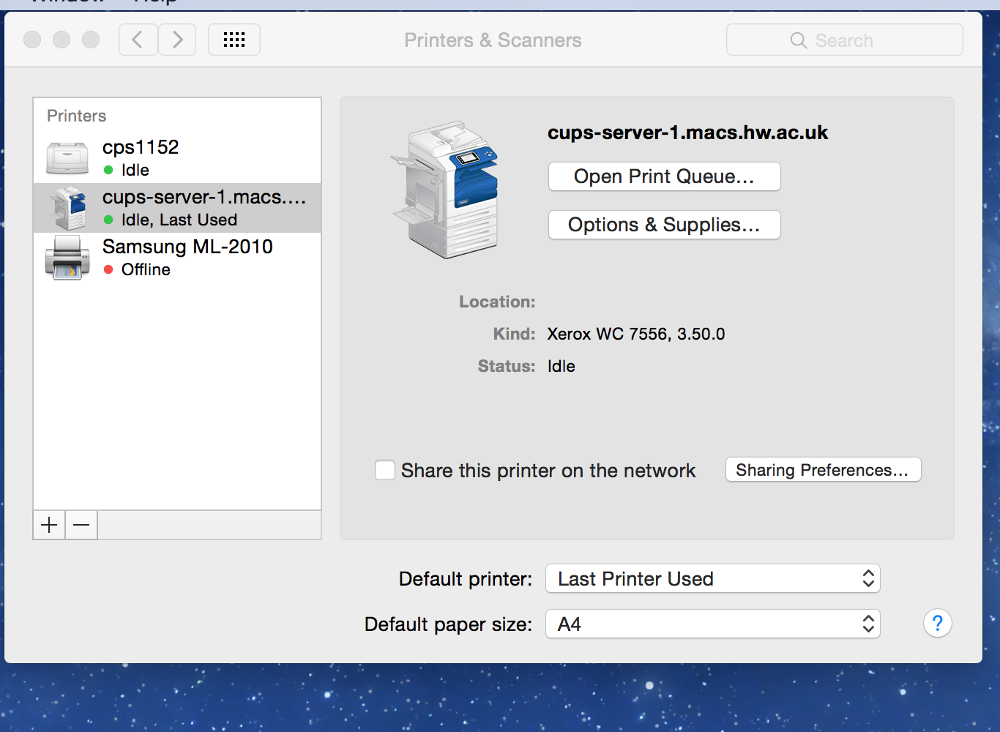 Window Help
Printers & Scanners
Search
Printers
cps1152
Idle
cups-server-1.macs....
Idle, Last Used
Samsung ML-2010
Offline
cups-server-1.macs.hw.ac.uk
Open Print Queue...
Options & Supplies...
Location:
Kind: Xerox WC 7556, 3.50.0
Status: Idle
Share this printer on the network
Sharing Preferences...
Default printer: Last Printer Used
Default paper size: A4
?